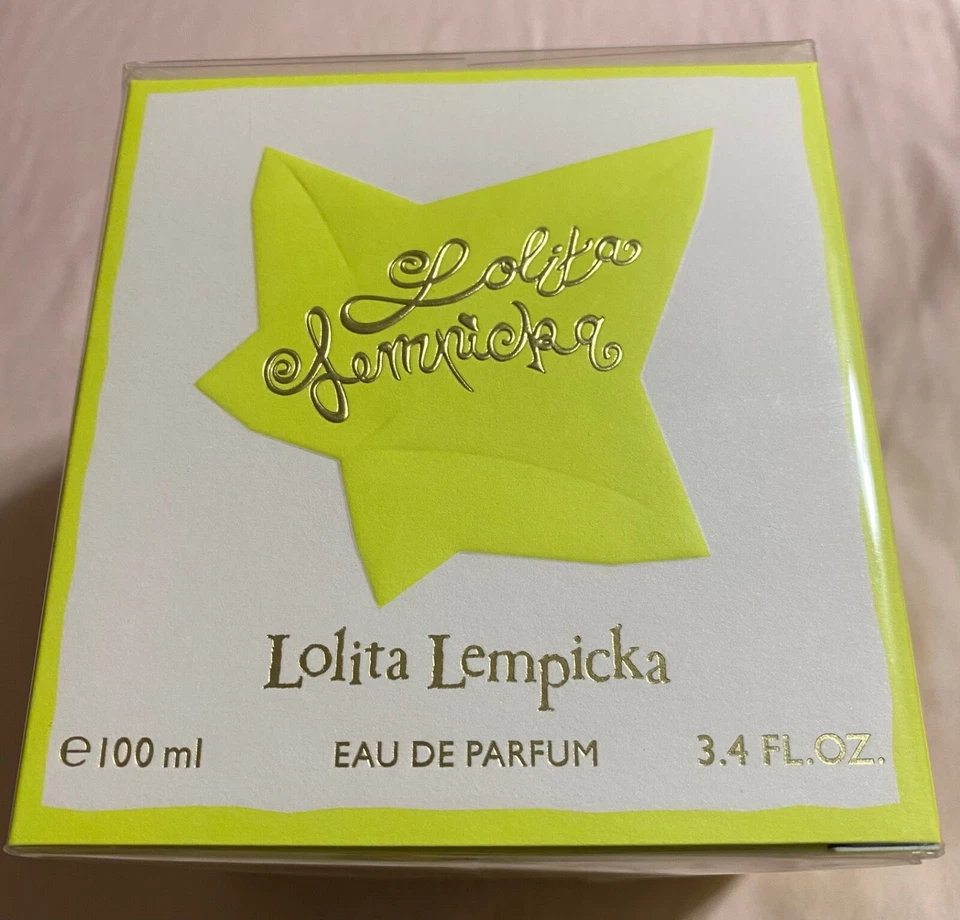 Lolita
Lempicka
Lolita Lempicka
℮100 ml EAU DE PARFUM 3.4 FL.OZ.